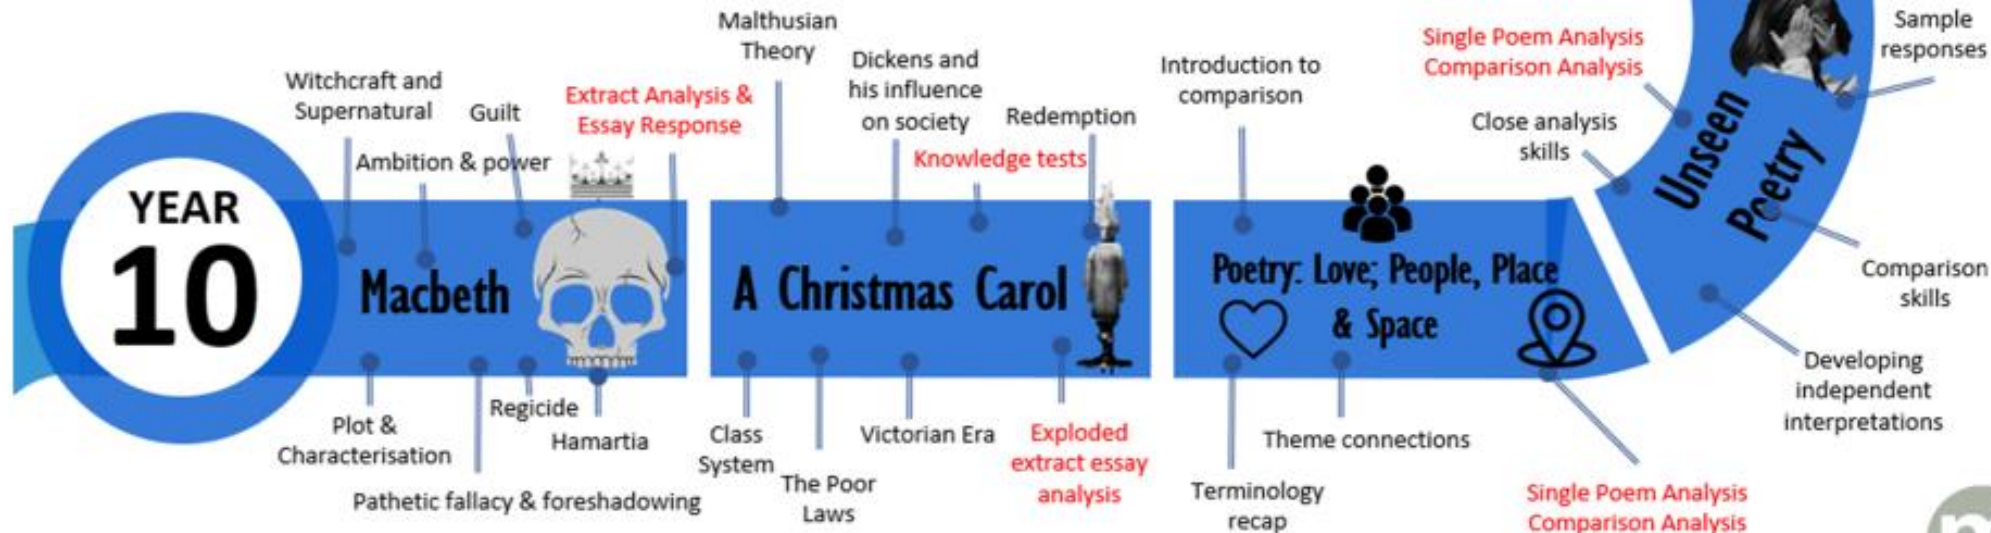 YEAR
10
Witchcraft and
Supernatural
Guilt
Ambition & power
Extract Analysis &
Essay Response
Macbeth
Plot &
Characterisation
Pathetic fallacy & foreshadowing
Regicide
Hamartia
Malthusian
Theory
Dickens and
his influence
on society
Knowledge tests
Redemption
A Christmas Carol
Class
System
The Poor
Laws
Victorian Era
Exploded
extract essay
analysis
Introduction to
comparison
Poetry: Love; People, Place
& Space
Terminology
recap
Theme connections
Single Poem Analysis
Comparison Analysis
Single Poem Analysis
Comparison Analysis
Close analysis
skills
Unseen
Poetry
Sample
responses
Comparison
skills
Developing
independent
interpretations